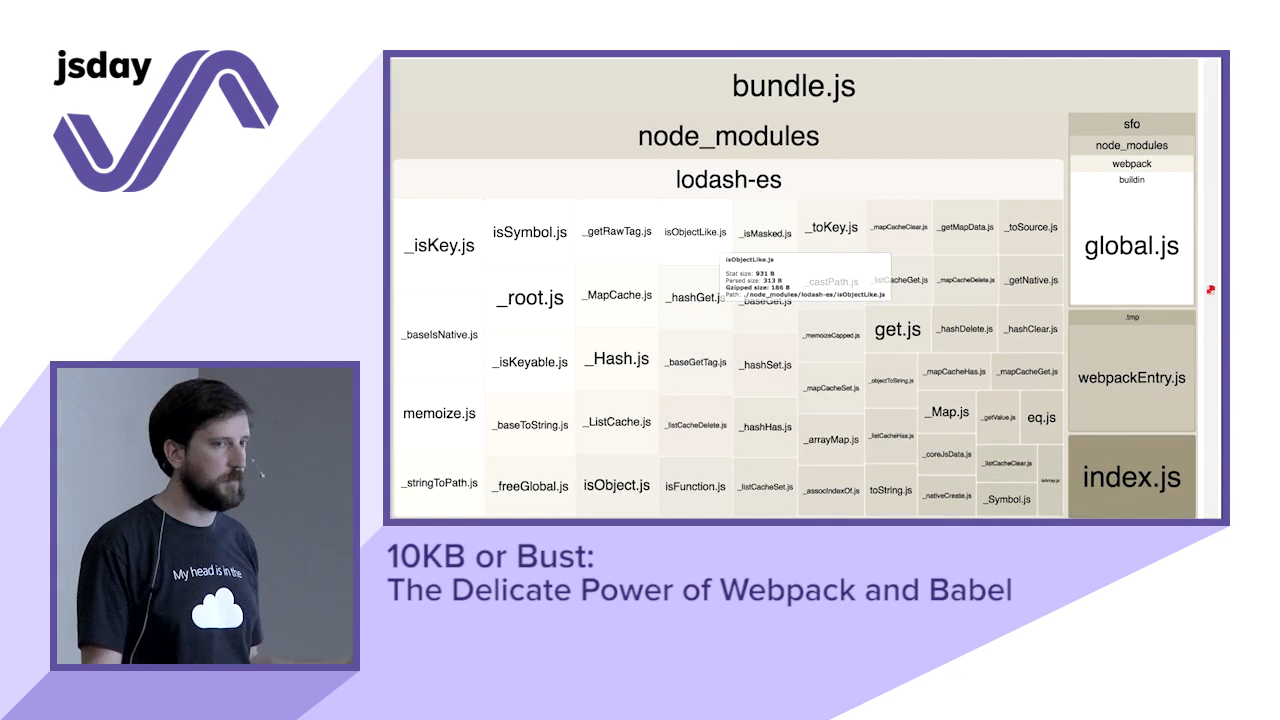 jsday
bundle.js
node_modules
lodash-es
_isKey.js
isSymbol.js
_getRawTag.js
isObjectLike.js
_isMasked.js
_toKey.js
_mapCacheClear.js
_getMapData.js
_toSource.js
_root.js
_MapCache.js
_hashGet.js
isObjectLike.js
Stat size: 931 B
Parsed size: 313 B
Gzipped size: 186 B
Path: ./node_modules/lodash-es/isObjectLike.js
_baseGet.js
_castPath.js
_listCacheGet.js
_mapCacheDelete.js
_getNative.js
_baseIsNative.js
_isKeyable.js
_Hash.js
_baseGetTag.js
_hashSet.js
_memoizeCapped.js
get.js
_hashDelete.js
_hashClear.js
_mapCacheSet.js
_objectToString.js
_mapCacheHas.js
_mapCacheGet.js
memoize.js
_baseToString.js
_ListCache.js
_listCacheDelete.js
_hashHas.js
_arrayMap.js
_listCacheHas.js
_Map.js
_getValue.js
eq.js
_coreJsData.js
_listCacheClear.js
isArray.js
_stringToPath.js
_freeGlobal.js
isObject.js
isFunction.js
_listCacheSet.js
_assocIndexOf.js
toString.js
_nativeCreate.js
_Symbol.js
sfo
node_modules
webpack
buildin
global.js
.tmp
webpackEntry.js
index.js
My head is in the
10KB or Bust:
The Delicate Power of Webpack and Babel